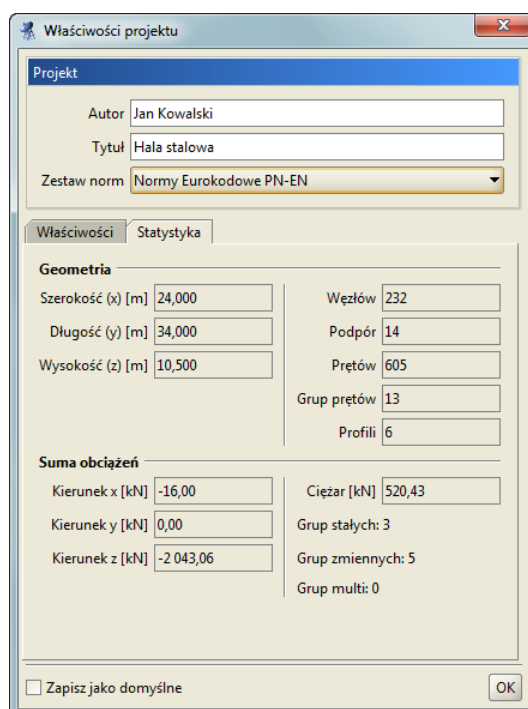 Właściwości projektu
Projekt
Autor Jan Kowalski
Tytuł Hala stalowa
Zestaw norm Normy Eurokodowe PN-EN
Właściwości Statystyka
Geometria
Szerokość (x) [m] 24,000 Węzłów 232
Długość (y) [m] 34,000 Podpór 14
Wysokość (z) [m] 10,500 Prętów 605
Grup prętów 13
Profili 6
Suma obciążeń
Kierunek x [kN] -16,00 Ciężar [kN] 520,43
Kierunek y [kN] 0,00 Grup stałych: 3
Kierunek z [kN] -2 043,06 Grup zmiennych: 5
Grup multi: 0
Zapisz jako domyślne OK